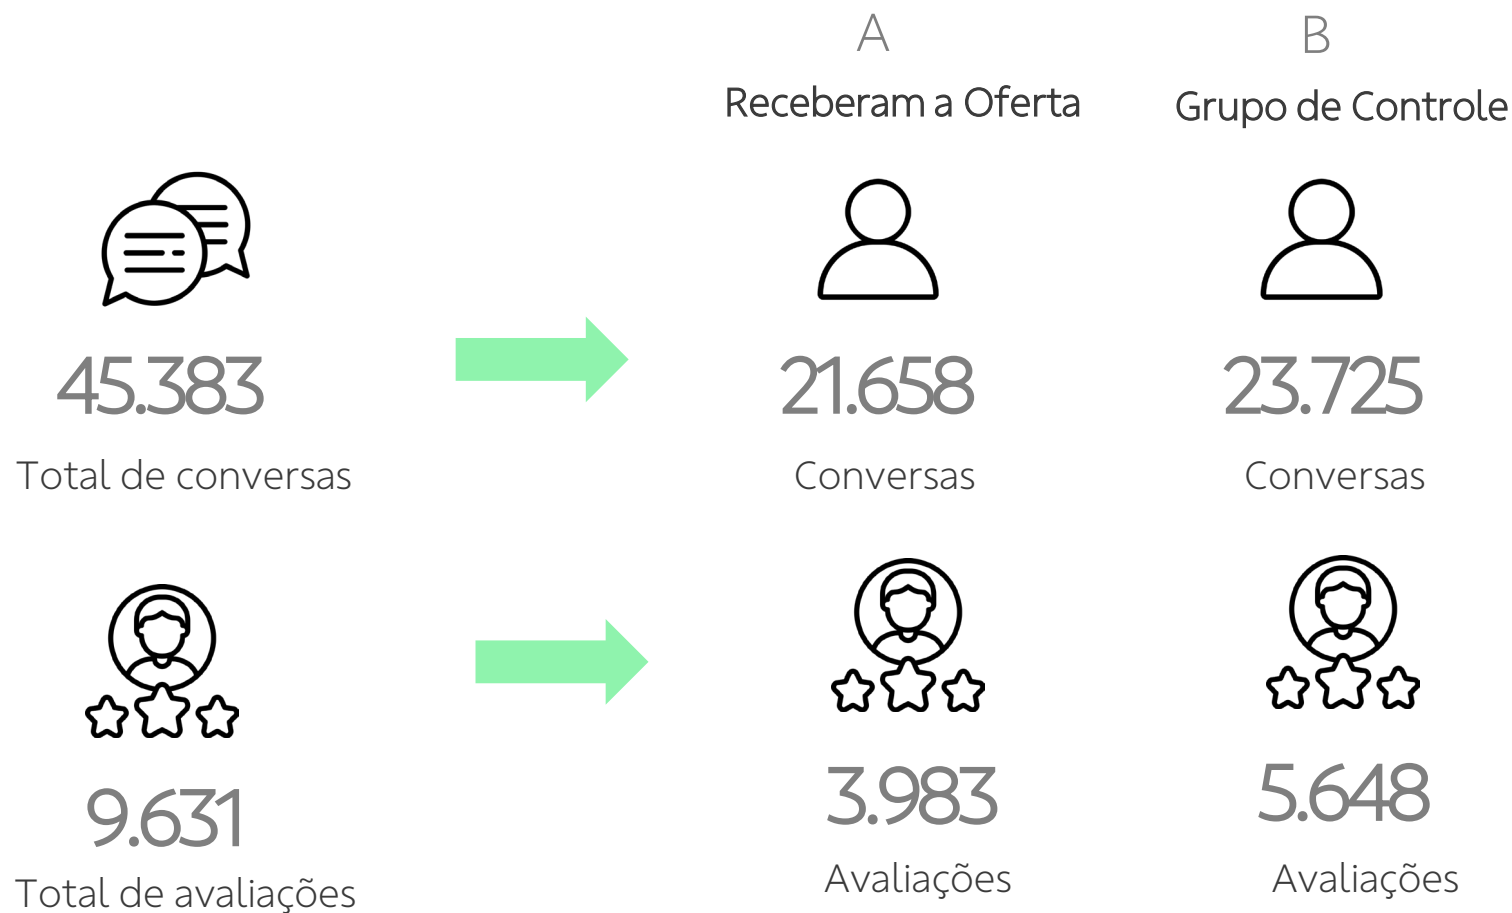 A
B
Receberam a Oferta
Grupo de Controle
45.383
21.658
23.725
Total de conversas
Conversas
Conversas
9.631
3.983
5.648
Total de avaliações
Avaliações
Avaliações